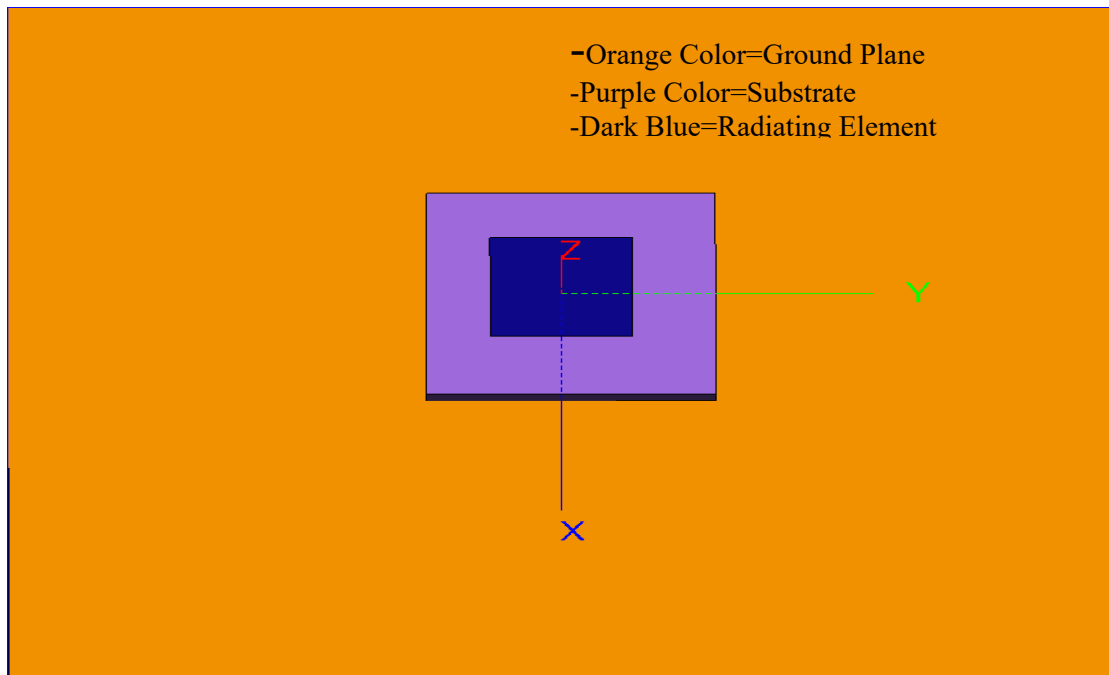 -Orange Color=Ground Plane
-Purple Color=Substrate
-Dark Blue=Radiating Element
Z
Y
X